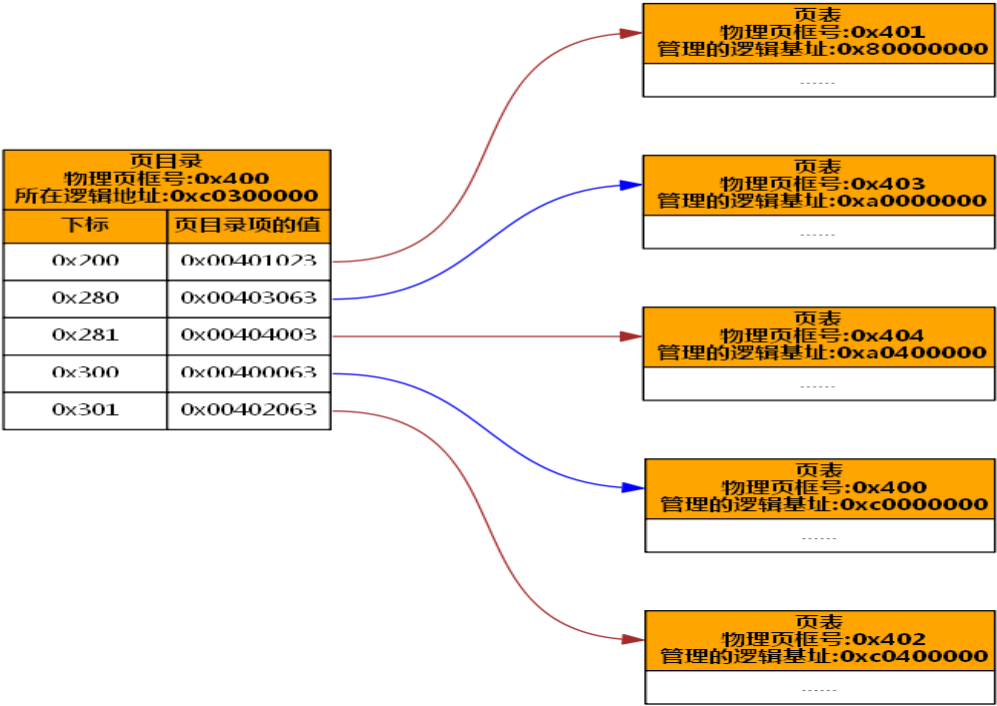 页目录
物理页框号:0x400
所在逻辑地址:0xc0300000
下标 页目录项的值
0x200 0x00401023
0x280 0x00403063
0x281 0x00404003
0x300 0x00400063
0x301 0x00402063
页表
物理页框号:0x401
管理的逻辑基址:0x80000000
......
页表
物理页框号:0x403
管理的逻辑基址:0xa0000000
......
页表
物理页框号:0x404
管理的逻辑基址:0xa0400000
......
页表
物理页框号:0x400
管理的逻辑基址:0xc0000000
......
页表
物理页框号:0x402
管理的逻辑基址:0xc0400000
......